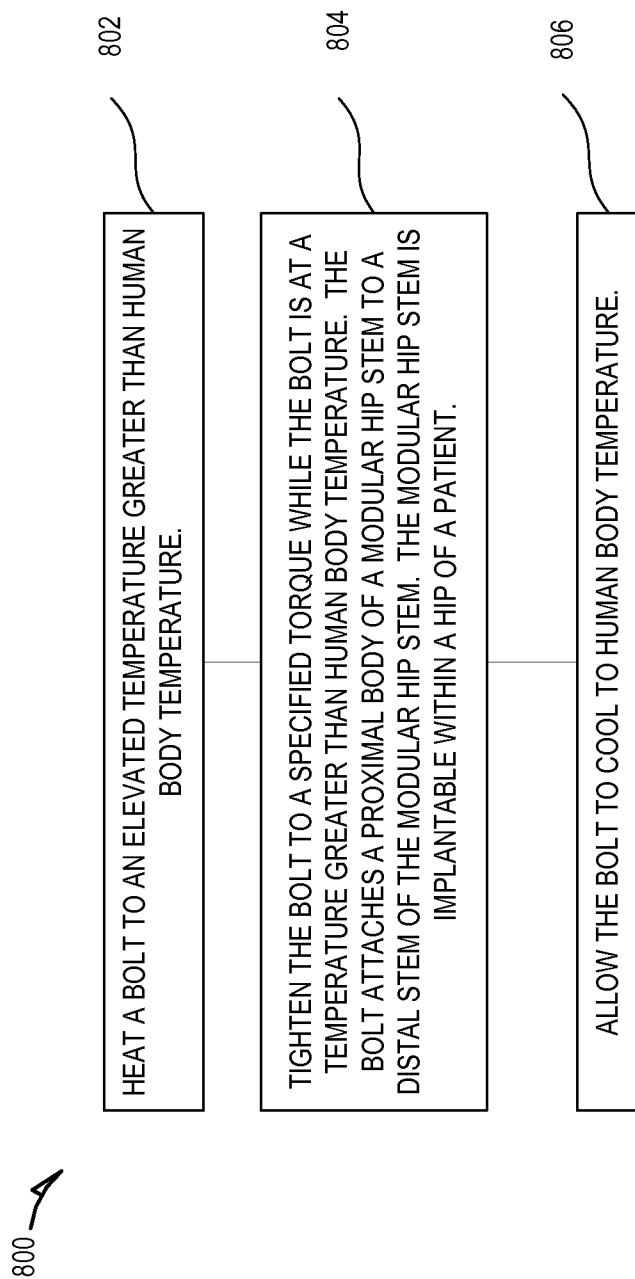 800
HEAT A BOLT TO AN ELEVATED TEMPERATURE GREATER THAN HUMAN
BODY TEMPERATURE.
802
TIGHTEN THE BOLT TO A SPECIFIED TORQUE WHILE THE BOLT IS AT A
TEMPERATURE GREATER THAN HUMAN BODY TEMPERATURE. THE
BOLT ATTACHES A PROXIMAL BODY OF A MODULAR HIP STEM TO A
DISTAL STEM OF THE MODULAR HIP STEM. THE MODULAR HIP STEM IS
IMPLANTABLE WITHIN A HIP OF A PATIENT.
804
ALLOW THE BOLT TO COOL TO HUMAN BODY TEMPERATURE.
806